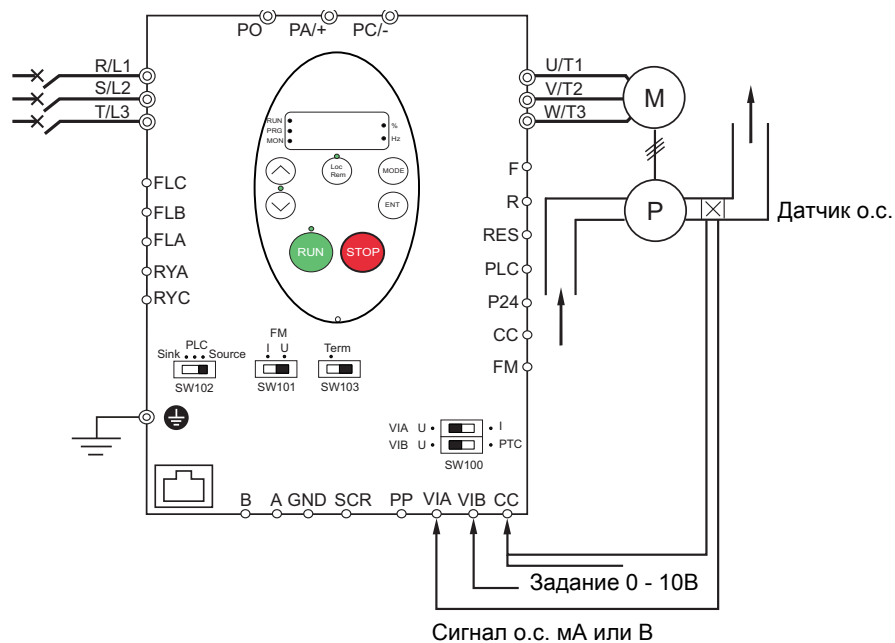 PO PA/+ PC/-
R/L1
S/L2
T/L3
U/T1
V/T2
W/T3
M
RUN
PRG
MON
%
Hz
Loc
Rem
MODE
ENT
RUN
STOP
FLC
FLB
FLA
RYA
RYC
F
R
RES
PLC
P24
CC
FM
P
Датчик о.с.
PLC
Sink Source
SW102
FM
I U
SW101
Term
SW103
VIA U I
VIB U PTC
SW100
B A GND SCR PP VIA VIB CC
Задание 0 - 10В
Сигнал о.с. мА или В